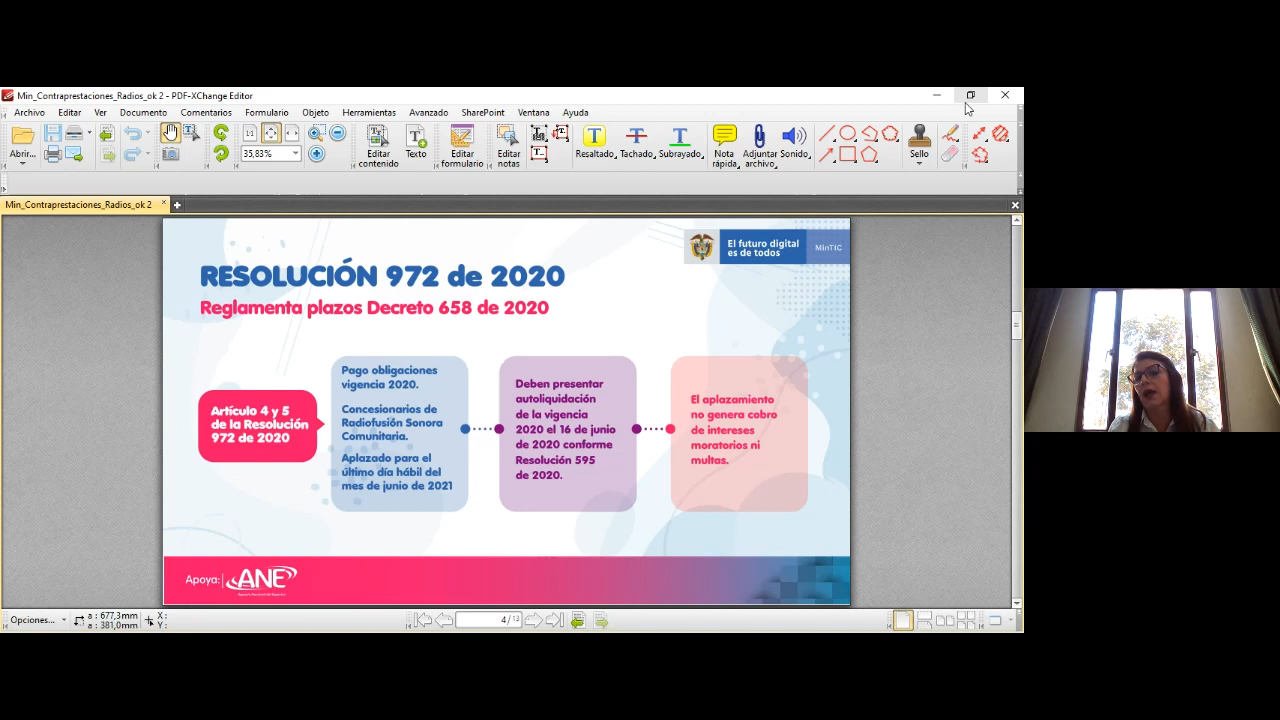 Min_Contraprestaciones_Radios_ok 2 - PDF-XChange Editor
Archivo Editar Ver Documento Comentarios Formulario Objeto Herramientas Avanzado SharePoint Ventana Ayuda
Abrir...
35,83%
Editar contenido
Texto
Editar formulario
Editar notas
Resaltado
Tachado
Subrayado
Nota rápida
Adjuntar archivo
Sonido
Sello
Min_Contraprestaciones_Radios_ok 2
El futuro digital
es de todos
MinTIC
RESOLUCIÓN 972 de 2020
Reglamenta plazos Decreto 658 de 2020
Artículo 4 y 5
de la Resolución
972 de 2020
Pago obligaciones
vigencia 2020.
Concesionarios de
Radiofusión Sonora
Comunitaria.
Aplazado para el
último día hábil del
mes de junio de 2021
Deben presentar
autoliquidación
de la vigencia
2020 el 16 de junio
de 2020 conforme
Resolución 595
de 2020.
El aplazamiento
no genera cobro
de intereses
moratorios ni
multas.
Apoya:
ANE
Opciones...
a : 677,3mm
a : 381,0mm
X:
Y:
4 / 13